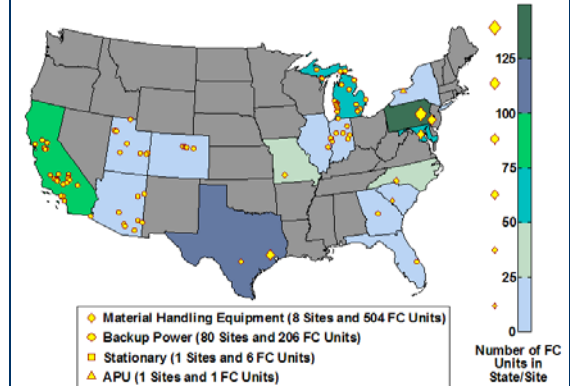 125
100
75
50
25
0
Material Handling Equipment (8 Sites and 504 FC Units)
Backup Power (80 Sites and 206 FC Units)
Stationary (1 Sites and 6 FC Units)
APU (1 Sites and 1 FC Units)
Number of FC
Units in
State/Site